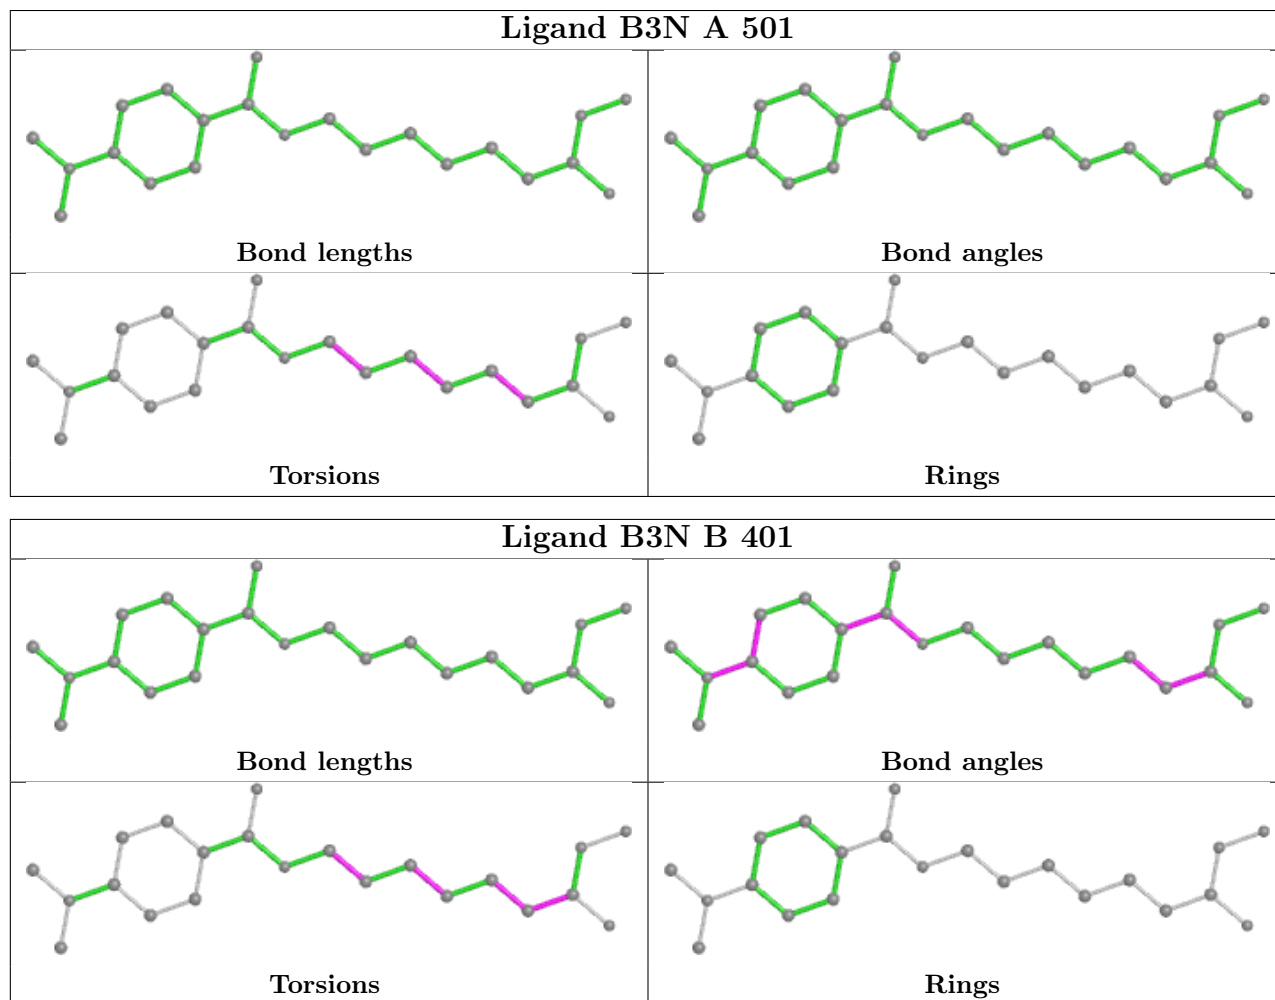 Ligand B3N A 501
Bond lengths
Bond angles
Torsions
Rings
Ligand B3N B 401
Bond lengths
Bond angles
Torsions
Rings